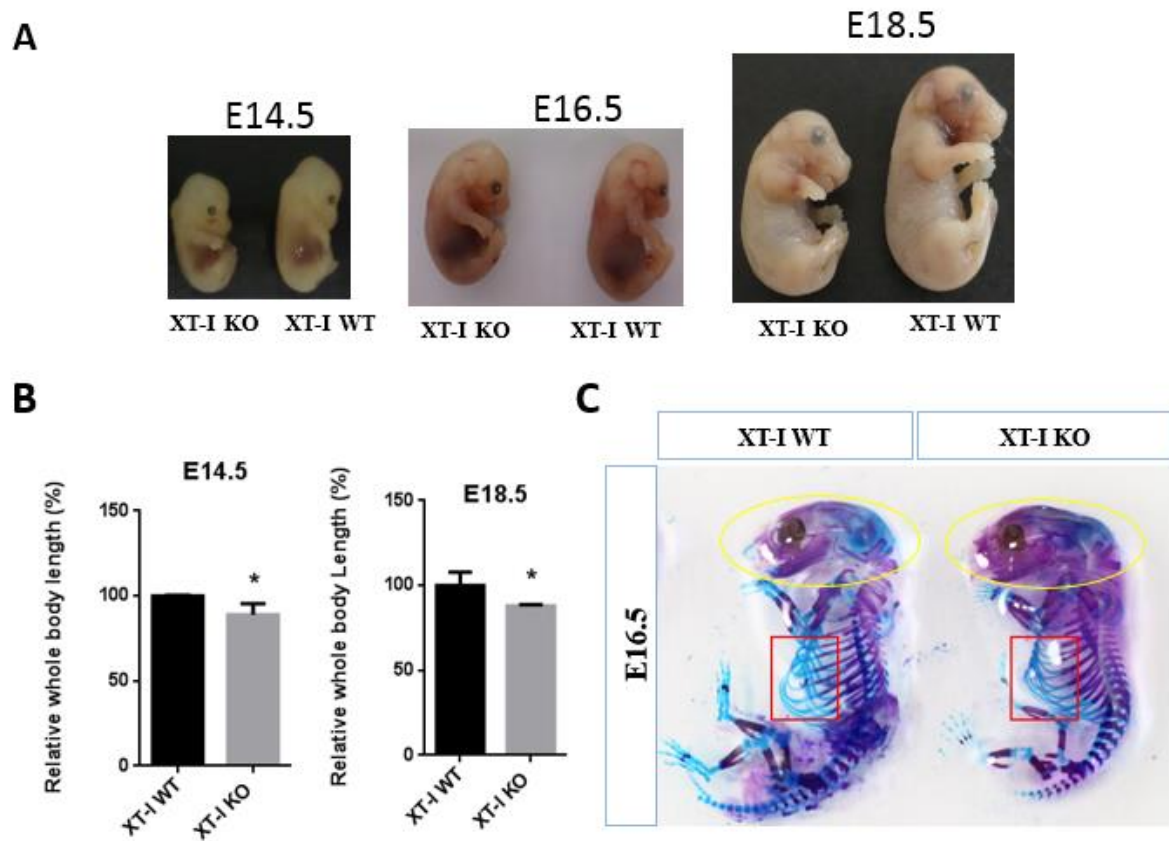 A
E14.5
E16.5
E18.5
XT-I KO XT-I WT
XT-I KO XT-I WT
XT-I KO XT-I WT
B
E14.5
Relative whole body length (%)
150
100
50
0
*
XT-I WT
XT-I KO
E18.5
Relative whole body Length (%)
150
100
50
0
*
XT-I WT
XT-I KO
C
XT-I WT
XT-I KO
E16.5